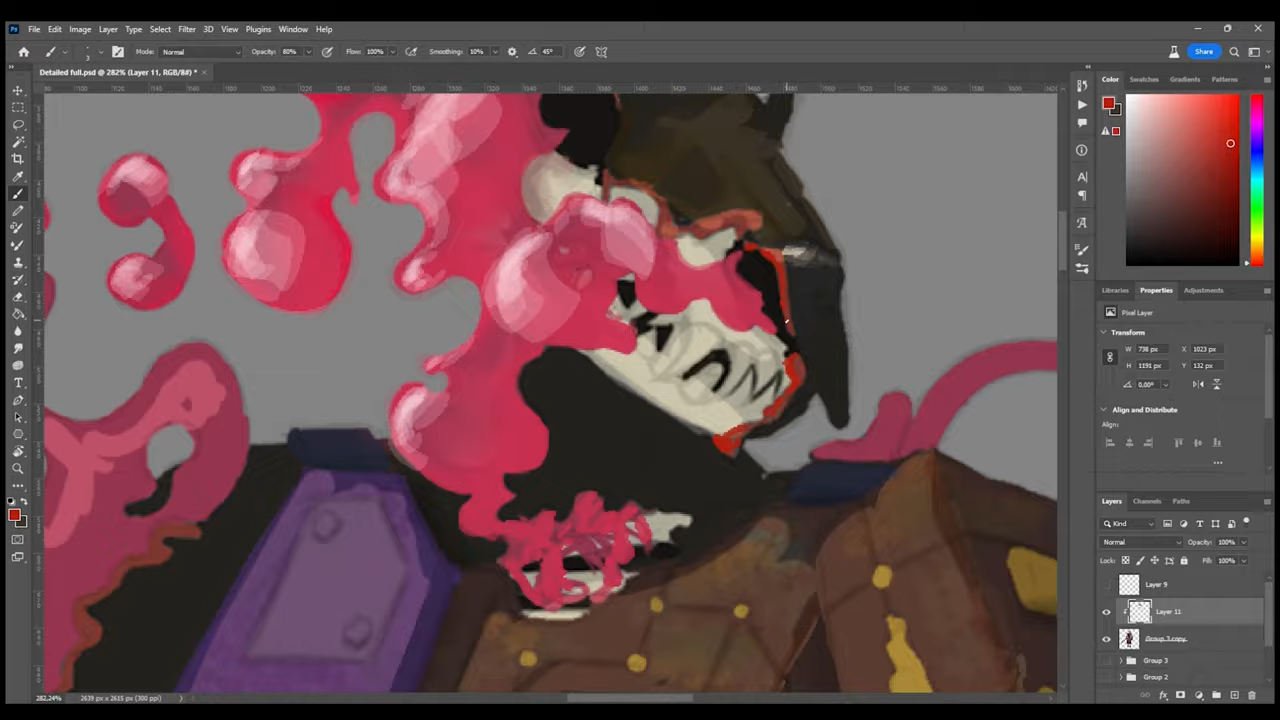 Ps File Edit Image Layer Type Select Filter 3D View Plugins Window Help
Mode: Normal Opacity: 80% Flow: 100% Smoothing: 10% 45° Share
Detailed full.psd @ 282% (Layer 11, RGB/8#) * ×
Color Swatches Gradients Patterns
Libraries Properties Adjustments
Pixel Layer
Transform
W 738 px X 1023 px
H 1191 px Y 132 px
0,00°
Align and Distribute
Align:
Layers Channels Paths
Kind
Normal Opacity: 100%
Lock: Fill: 100%
Layer 9
Layer 11
Group 3 copy
Group 3
Group 2
282,24% 2639 px x 2615 px (300 ppi)